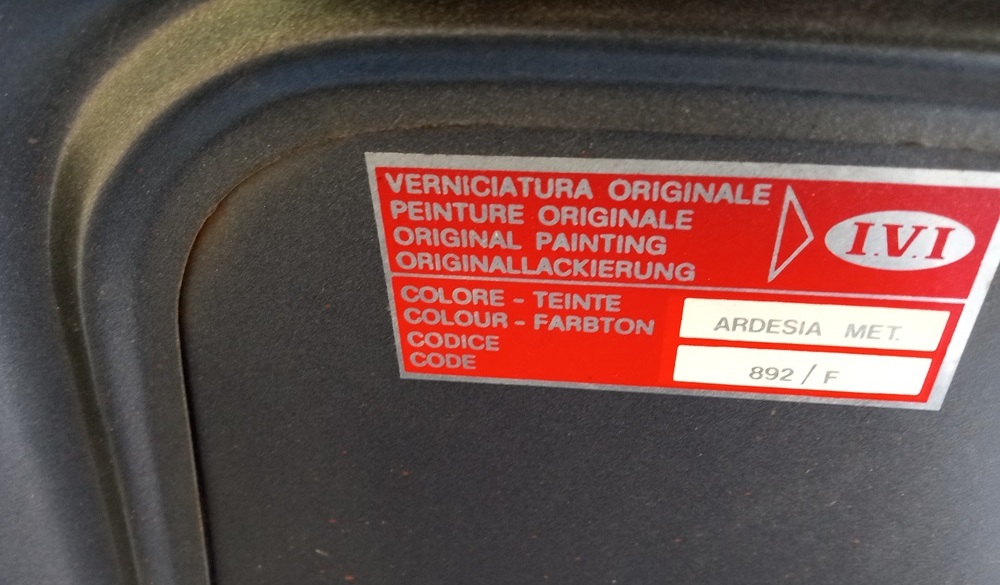 VERNICIATURA ORIGINALE
PEINTURE ORIGINALE
ORIGINAL PAINTING
ORIGINALLACKIERUNG
I.V.I
COLORE - TEINTE
COLOUR - FARBTON
ARDESIA MET.
CODICE
CODE
892 / F